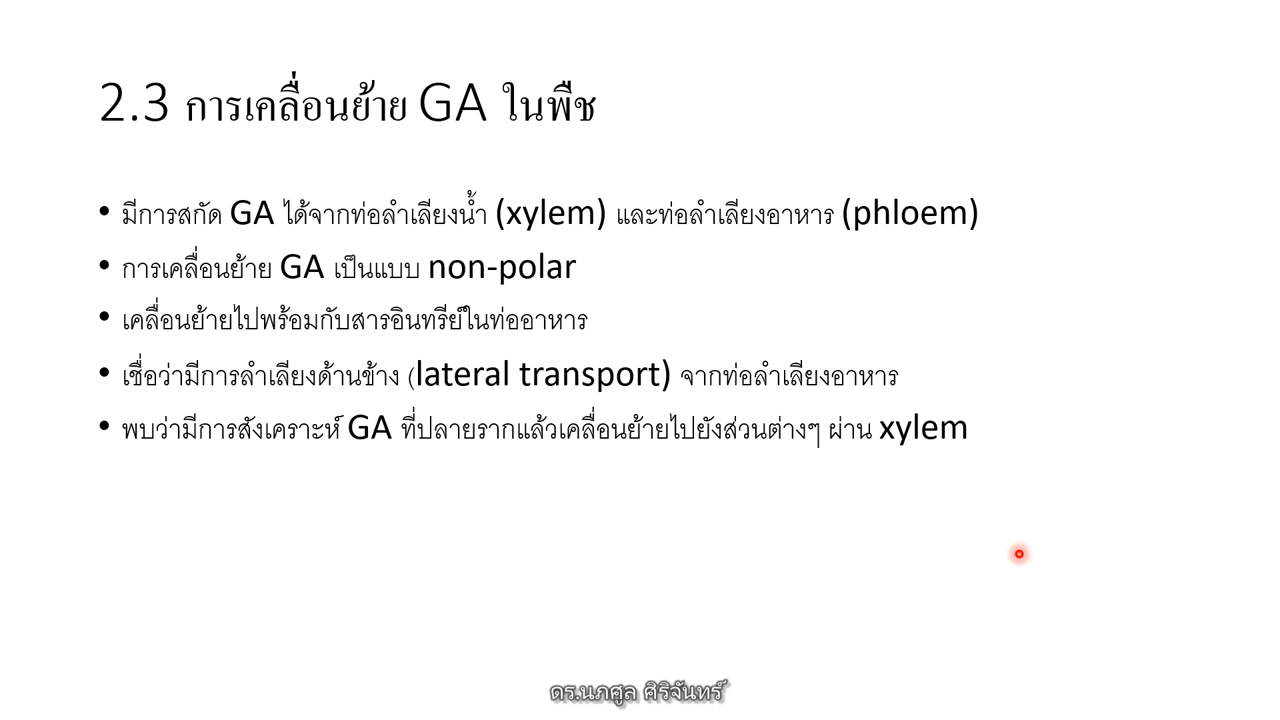 2.3 การเคลื่อนย้าย GA ในพืช
• มีการสกัด GA ได้จากท่อลำเลียงน้ำ (xylem) และท่อลำเลียงอาหาร (phloem)
• การเคลื่อนย้าย GA เป็นแบบ non-polar
• เคลื่อนย้ายไปพร้อมกับสารอินทรีย์ในท่ออาหาร
• เชื่อว่ามีการลำเลียงด้านข้าง (lateral transport) จากท่อลำเลียงอาหาร
• พบว่ามีการสังเคราะห์ GA ที่ปลายรากแล้วเคลื่อนย้ายไปยังส่วนต่างๆ ผ่าน xylem
ดร.นภศูล ศิริจันทร์